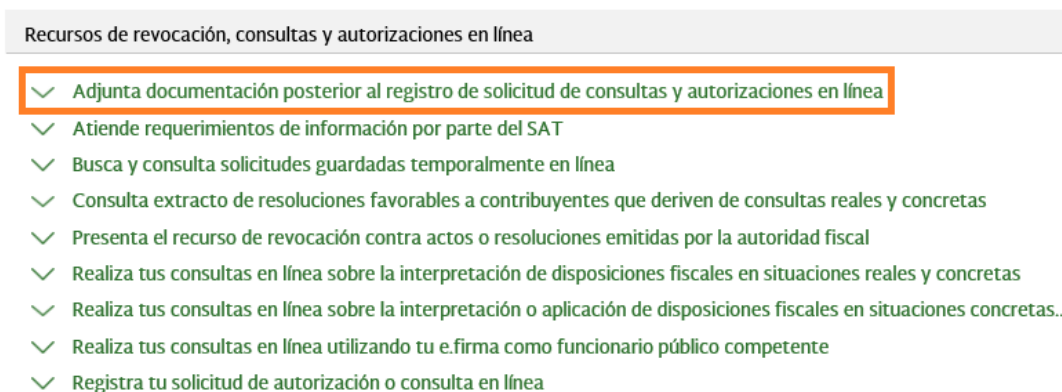 Recursos de revocación, consultas y autorizaciones en línea
Adjunta documentación posterior al registro de solicitud de consultas y autorizaciones en línea
Atiende requerimientos de información por parte del SAT
Busca y consulta solicitudes guardadas temporalmente en línea
Consulta extracto de resoluciones favorables a contribuyentes que deriven de consultas reales y concretas
Presenta el recurso de revocación contra actos o resoluciones emitidas por la autoridad fiscal
Realiza tus consultas en línea sobre la interpretación de disposiciones fiscales en situaciones reales y concretas
Realiza tus consultas en línea sobre la interpretación o aplicación de disposiciones fiscales en situaciones concretas..
Realiza tus consultas en línea utilizando tu e.firma como funcionario público competente
Registra tu solicitud de autorización o consulta en línea